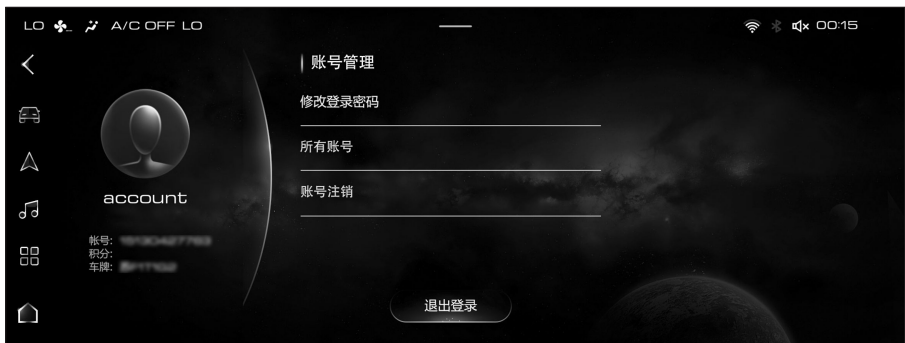 LO A/C OFF LO
00:15
账号管理
修改登录密码
所有账号
账号注销
account
帐号:
积分:
车牌:
退出登录